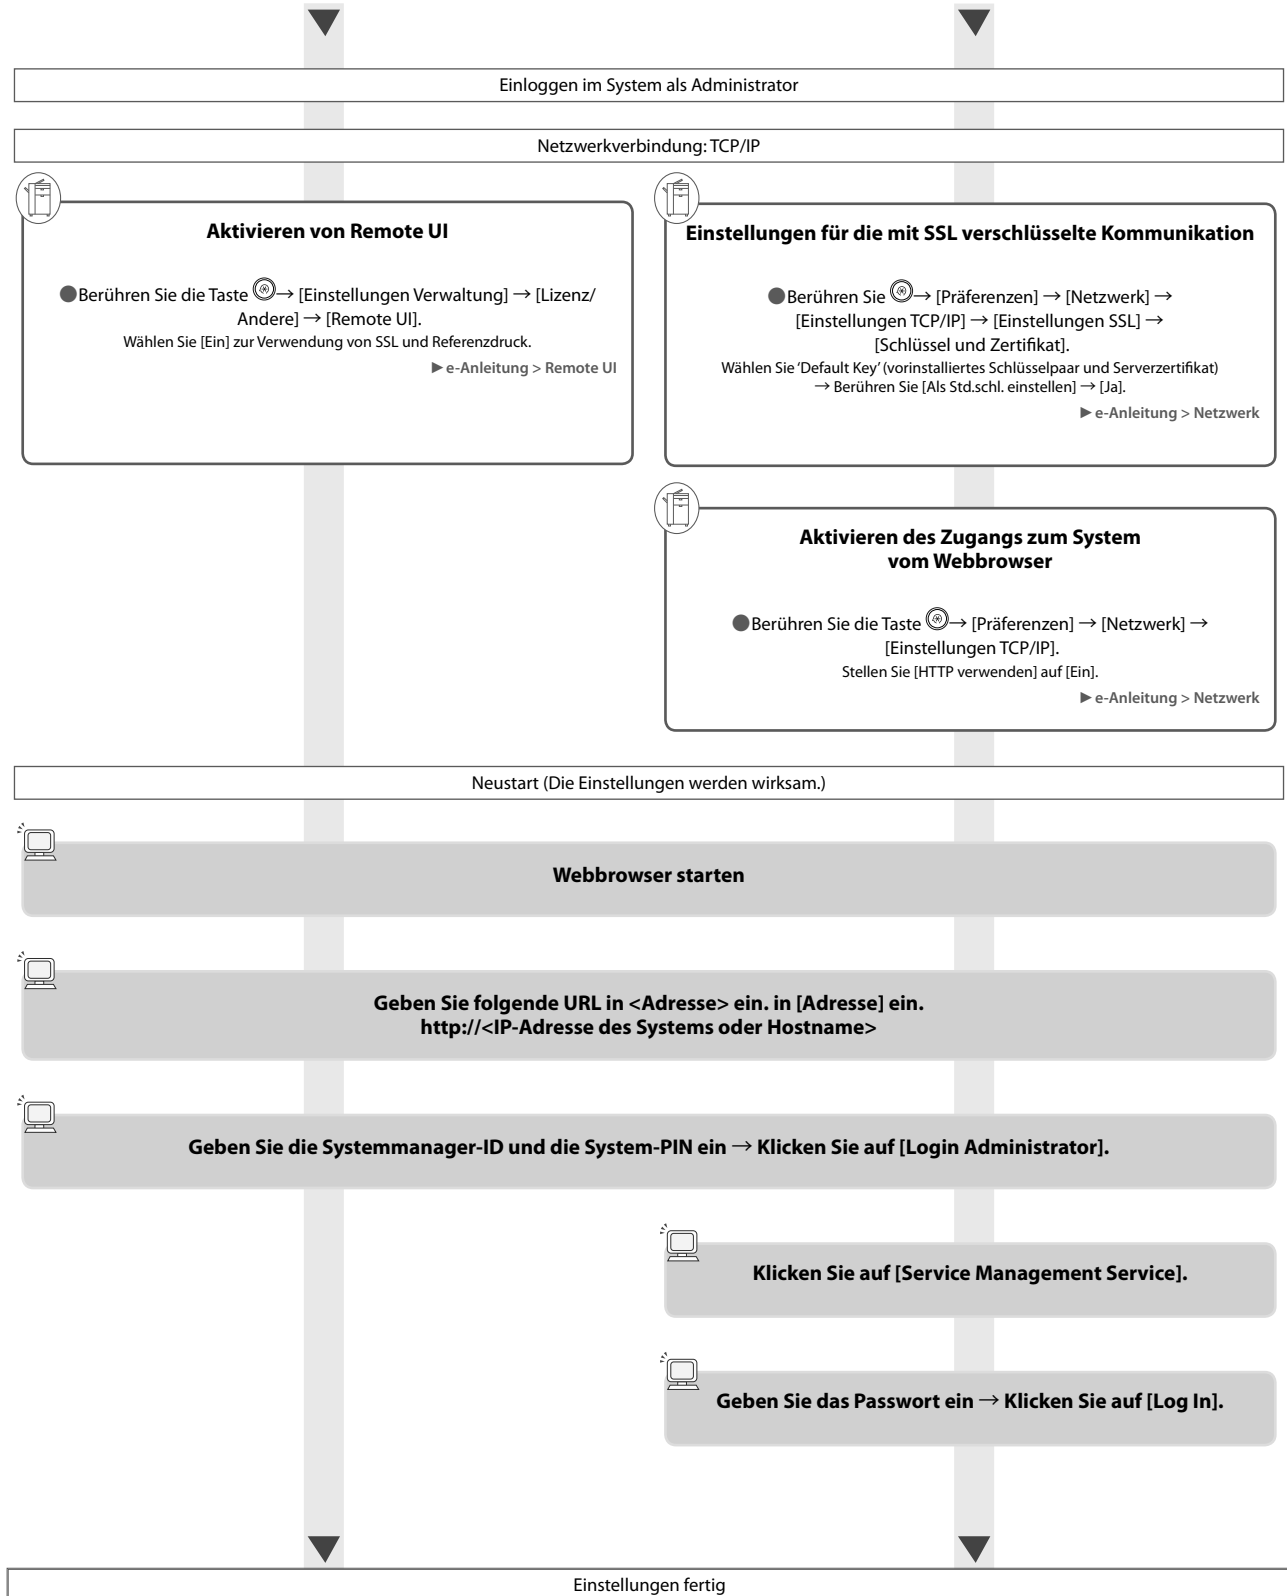 Einloggen im System als Administrator
Netzwerkverbindung: TCP/IP
Aktivieren von Remote UI
●Berühren Sie die Taste → [Einstellungen Verwaltung] → [Lizenz/
Andere] → [Remote UI].
Wählen Sie [Ein] zur Verwendung von SSL und Referenzdruck.
►e-Anleitung > Remote UI
Einstellungen für die mit SSL verschlüsselte Kommunikation
●Berühren Sie → [Präferenzen] → [Netzwerk] →
[Einstellungen TCP/IP] → [Einstellungen SSL] →
[Schlüssel und Zertifikat].
Wählen Sie ‘Default Key’ (vorinstalliertes Schlüsselpaar und Serverzertifikat)
→ Berühren Sie [Als Std.schl. einstellen] → [Ja].
►e-Anleitung > Netzwerk
Aktivieren des Zugangs zum System
vom Webbrowser
●Berühren Sie die Taste → [Präferenzen] → [Netzwerk] →
[Einstellungen TCP/IP].
Stellen Sie [HTTP verwenden] auf [Ein].
►e-Anleitung > Netzwerk
Neustart (Die Einstellungen werden wirksam.)
Webbrowser starten
Geben Sie folgende URL in <Adresse> ein. in [Adresse] ein.
http://<IP-Adresse des Systems oder Hostname>
Geben Sie die Systemmanager-ID und die System-PIN ein → Klicken Sie auf [Login Administrator].
Klicken Sie auf [Service Management Service].
Geben Sie das Passwort ein → Klicken Sie auf [Log In].
Einstellungen fertig